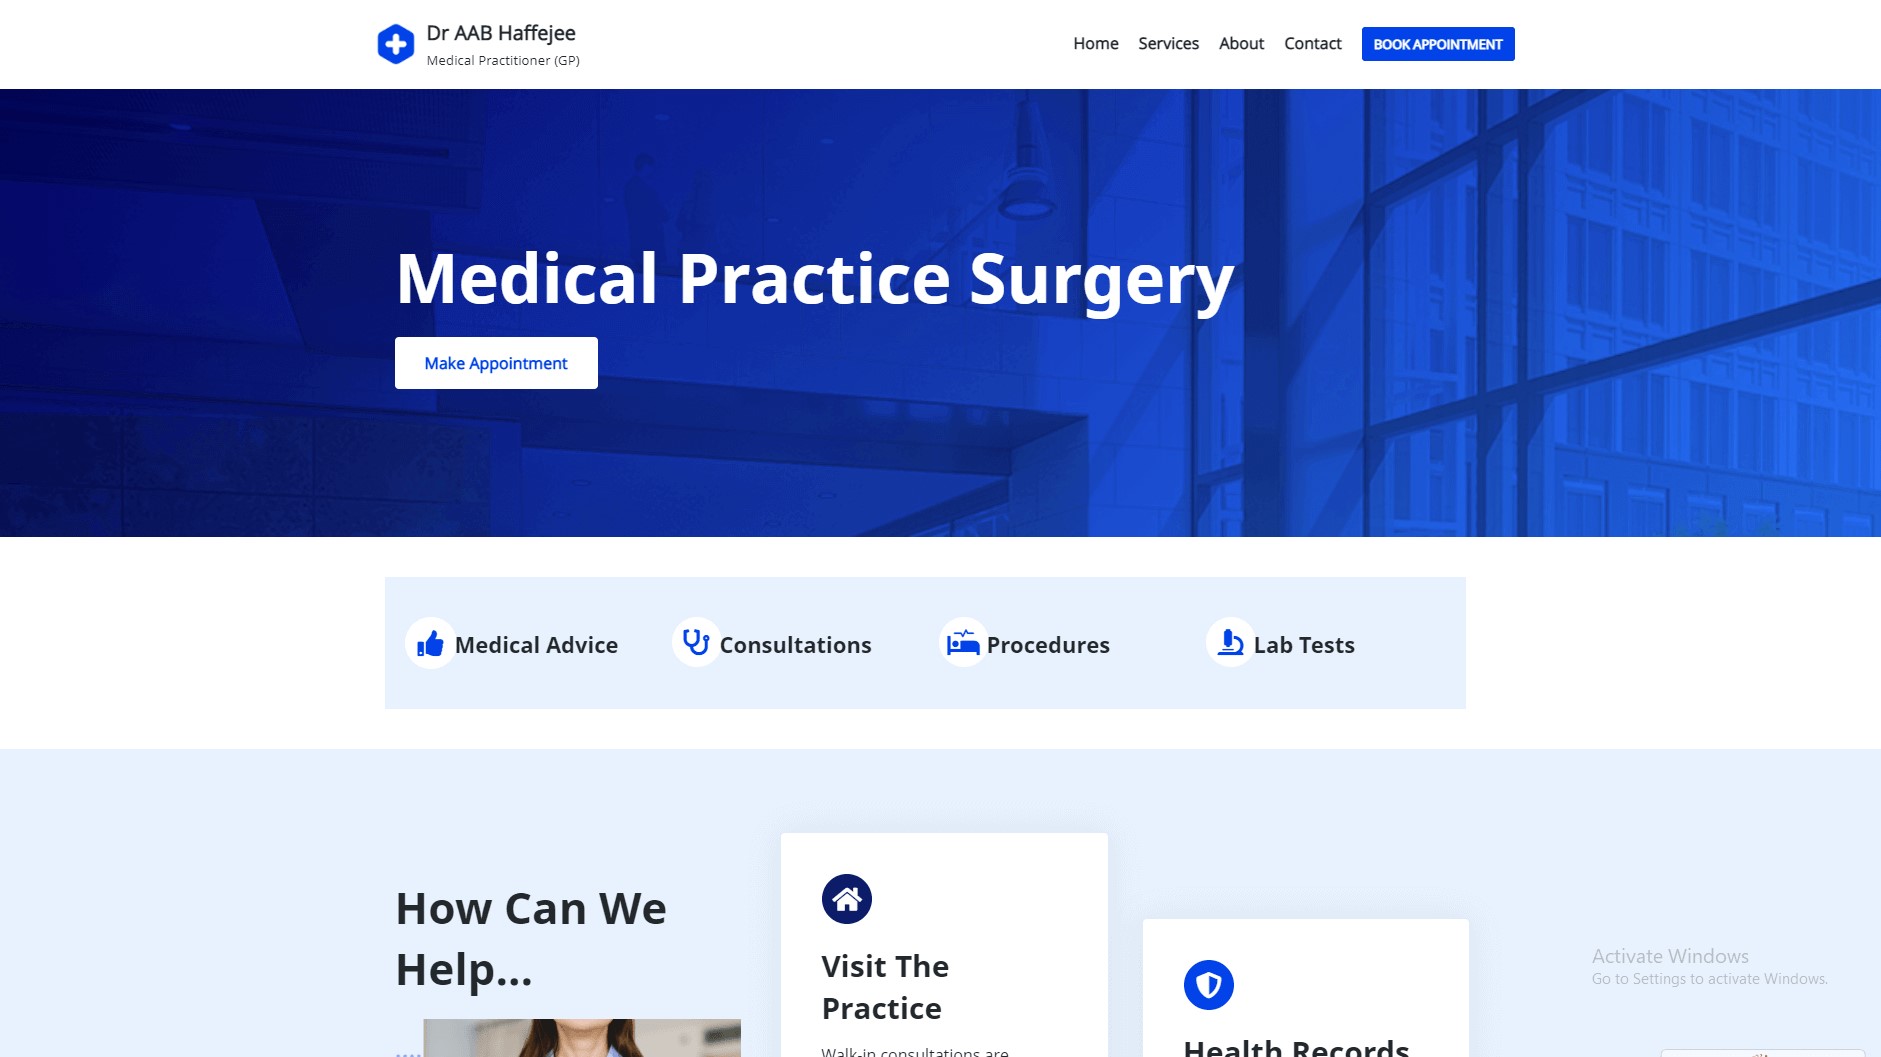 Dr AAB Haffejee
Medical Practitioner (GP)
Home Services About Contact BOOK APPOINTMENT
Medical Practice Surgery
Make Appointment
Medical Advice Consultations Procedures Lab Tests
How Can We
Help...
Visit The
Practice
Walk-in consultations are
Health Records
Activate Windows
Go to Settings to activate Windows.